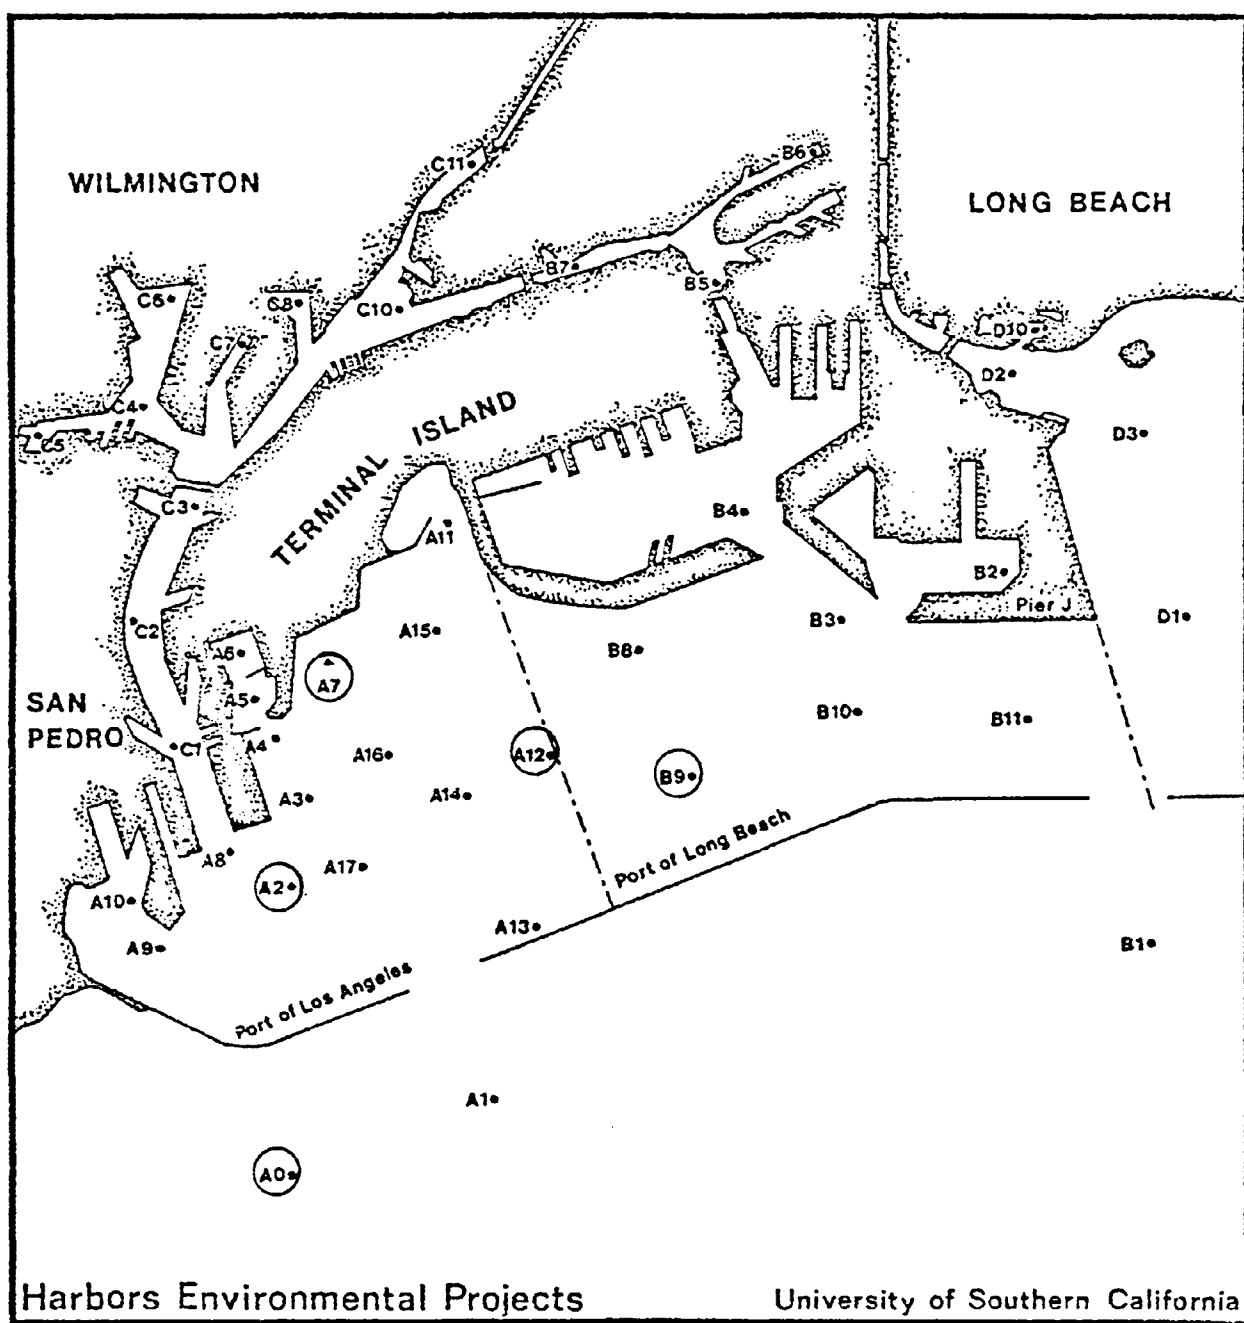 C11
B6
WILMINGTON
LONG BEACH
B7
B5
C6
C8
C10
D10
C7
D2
C4
ISLAND
D3
C5
TERMINAL
C3
B4
A11
B2
Pier J
C2
A15
B3
D1
A6
B8
A7
SAN
PEDRO
A5
B10
B11
C1
A4
A16
A12
B9
A3
A14
Port of Long Beach
A8
A17
A2
A10
A13
A9
B1
Port of Los Angeles
A1
A0
Harbors Environmental Projects
University of Southern California